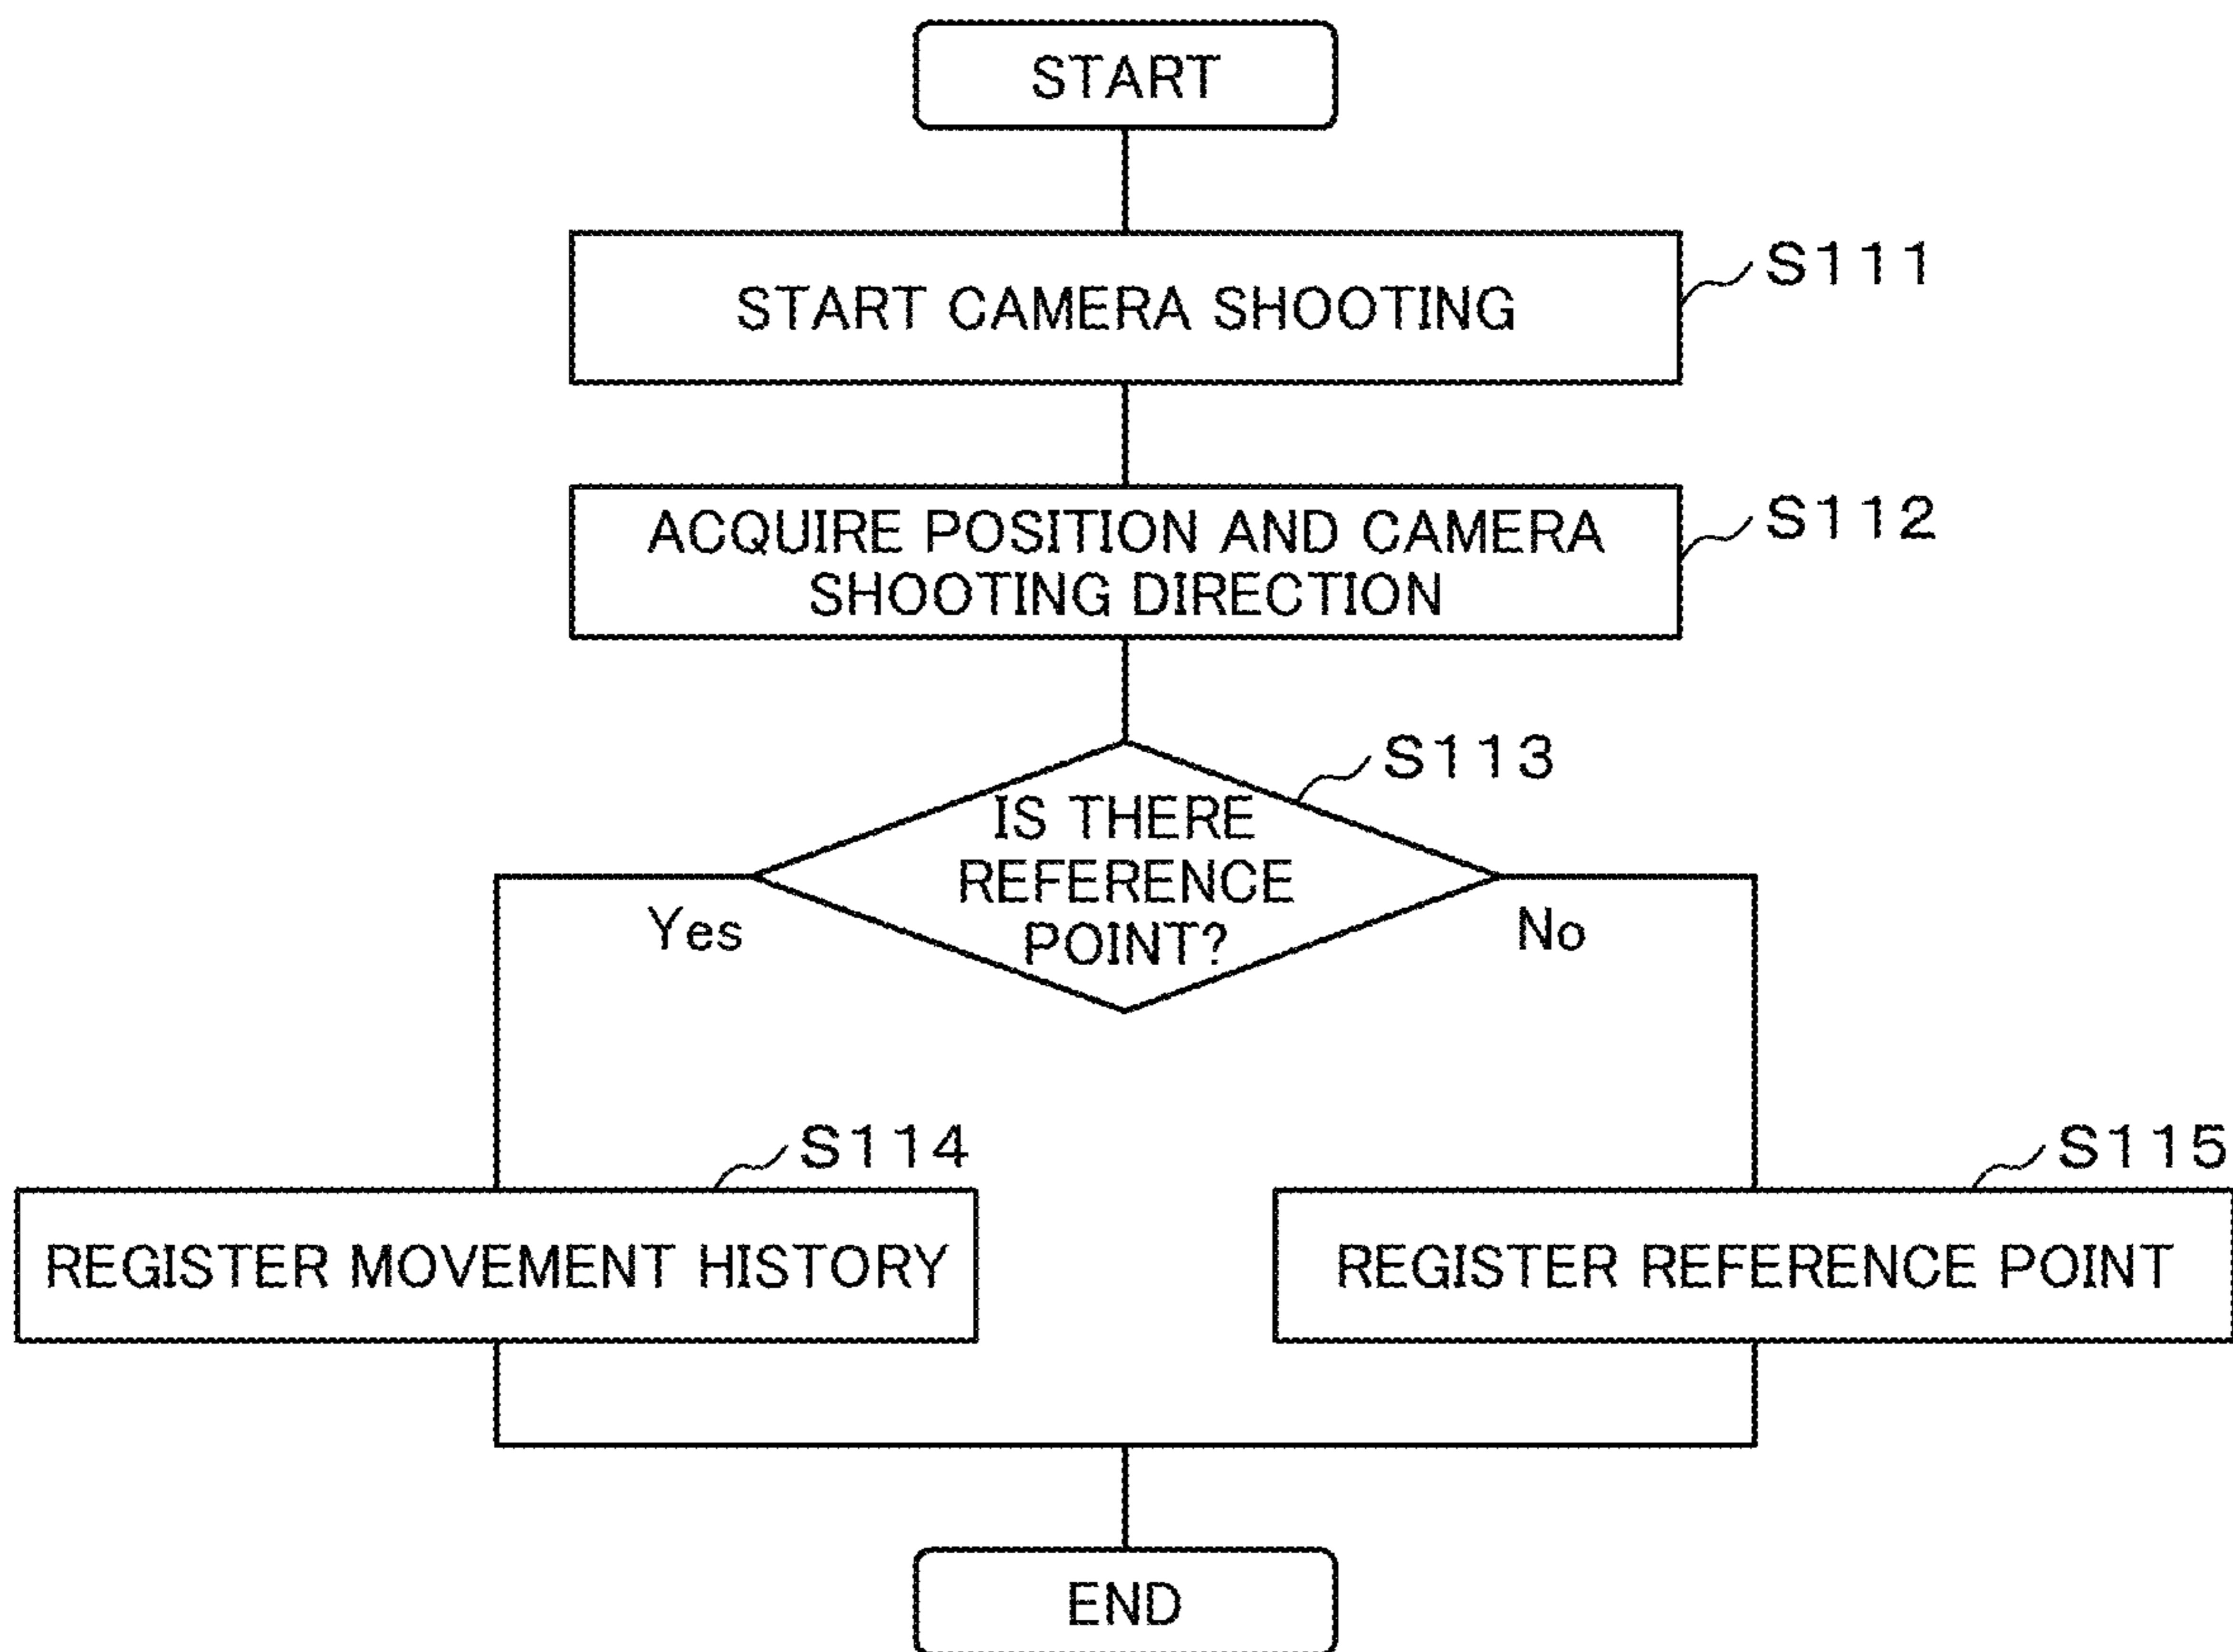 START
START CAMERA SHOOTING
S111
ACQUIRE POSITION AND CAMERA
SHOOTING DIRECTION
S112
S113
IS THERE
REFERENCE
POINT?
Yes
No
S114
S115
REGISTER MOVEMENT HISTORY
REGISTER REFERENCE POINT
END